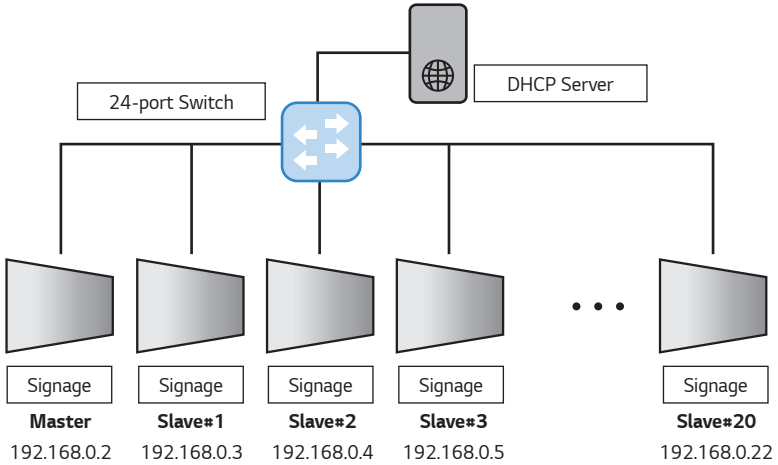 DHCP Server
24-port Switch
Signage Signage Signage Signage Signage
Master Slave#1 Slave#2 Slave#3 Slave#20
192.168.0.2 192.168.0.3 192.168.0.4 192.168.0.5 192.168.0.22